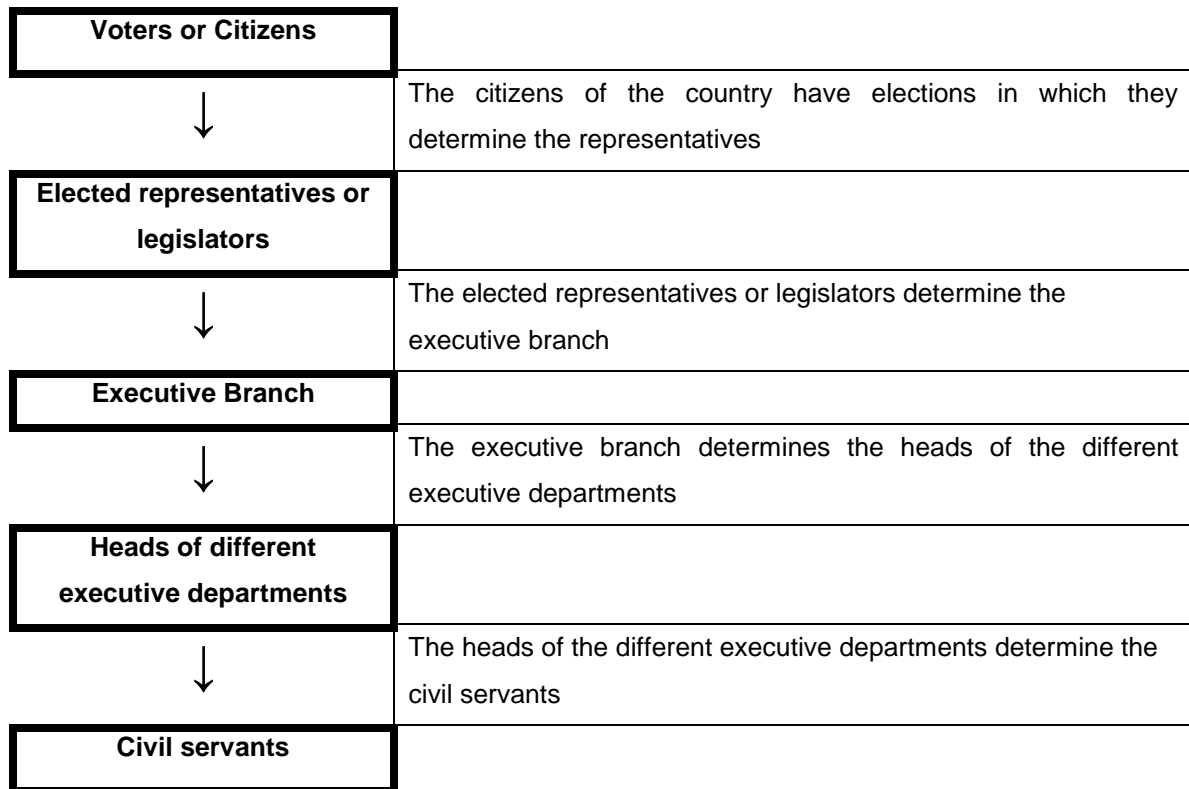 Voters or Citizens
↓
The citizens of the country have elections in which they
determine the representatives
Elected representatives or
legislators
↓
The elected representatives or legislators determine the
executive branch
Executive Branch
↓
The executive branch determines the heads of the different
executive departments
Heads of different
executive departments
↓
The heads of the different executive departments determine the
civil servants
Civil servants